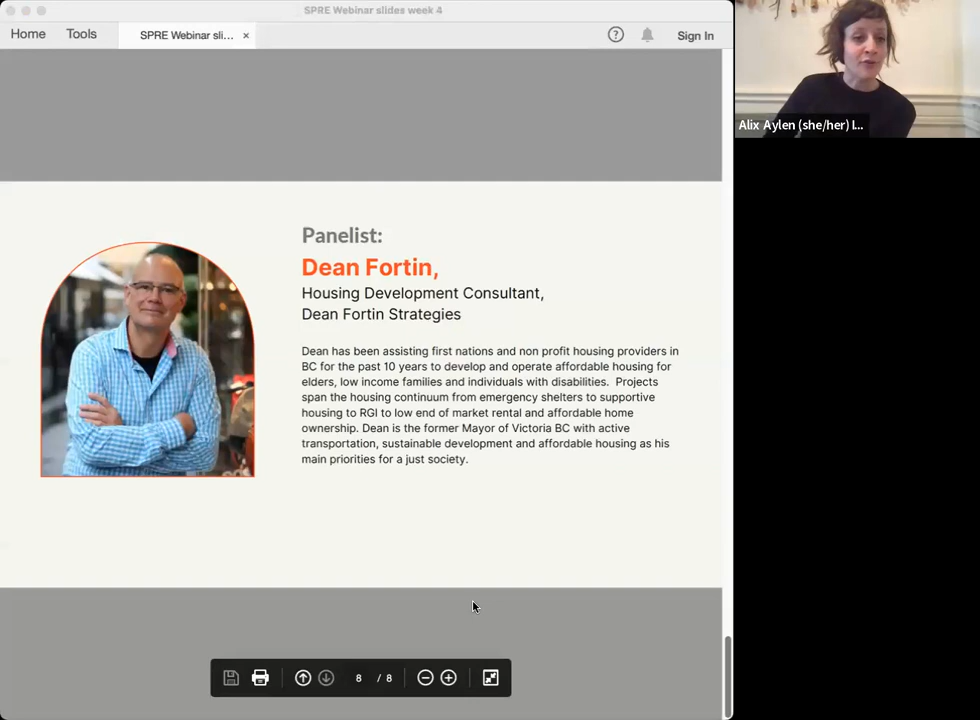 SPRE Webinar slides week 4
Home Tools SPRE Webinar sli... × ? Sign In
Alix Aylen (she/her) I...
Panelist:
Dean Fortin,
Housing Development Consultant,
Dean Fortin Strategies
Dean has been assisting first nations and non profit housing providers in
BC for the past 10 years to develop and operate affordable housing for
elders, low income families and individuals with disabilities.  Projects
span the housing continuum from emergency shelters to supportive
housing to RGI to low end of market rental and affordable home
ownership. Dean is the former Mayor of Victoria BC with active
transportation, sustainable development and affordable housing as his
main priorities for a just society.
8 / 8